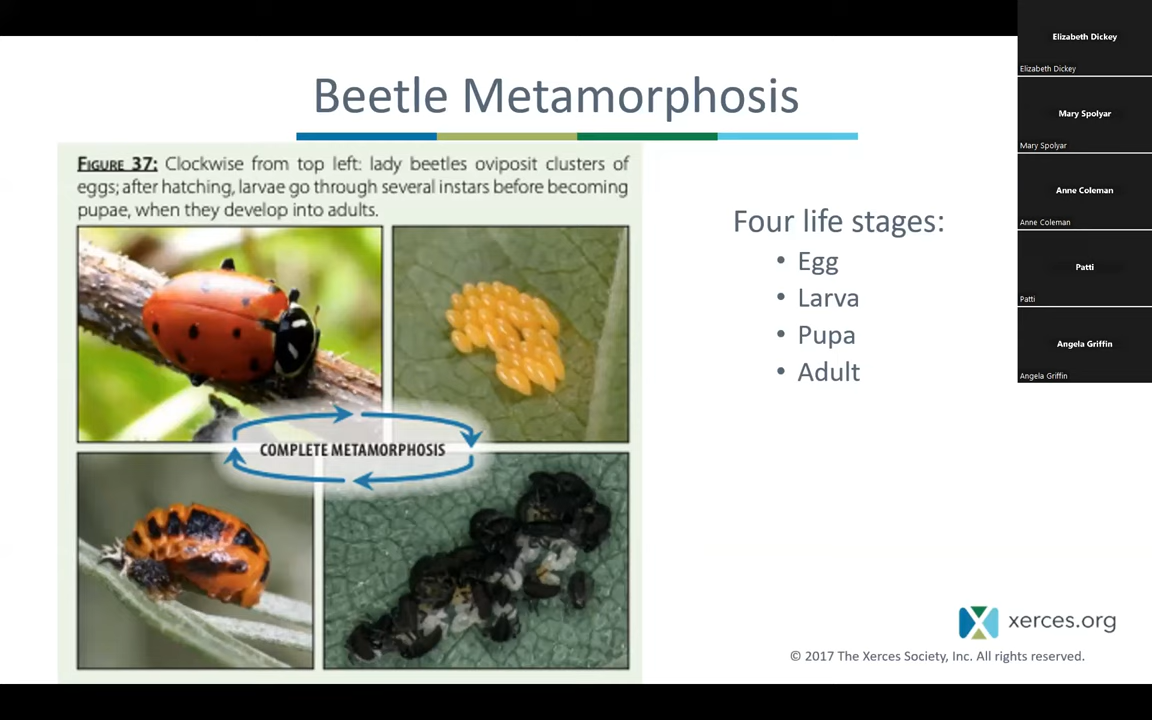 Beetle Metamorphosis
FIGURE 37: Clockwise from top left: lady beetles oviposit clusters of
eggs; after hatching, larvae go through several instars before becoming
pupae, when they develop into adults.
COMPLETE METAMORPHOSIS
Four life stages:
• Egg
• Larva
• Pupa
• Adult
xerces.org
© 2017 The Xerces Society, Inc. All rights reserved.
Elizabeth Dickey
Elizabeth Dickey
Mary Spolyar
Mary Spolyar
Anne Coleman
Anne Coleman
Patti
Patti
Angela Griffin
Angela Griffin